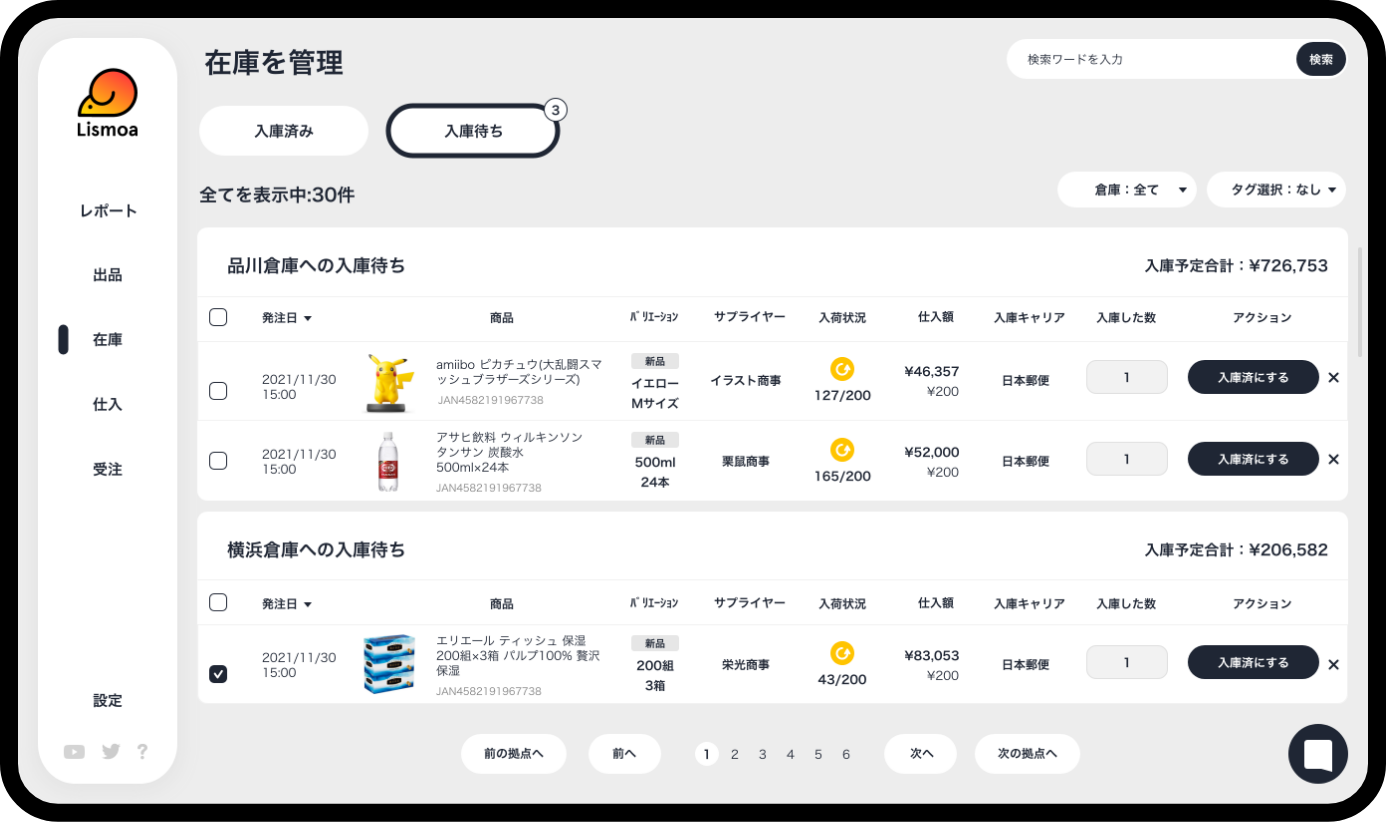 Lismoa
レポート
出品
在庫
仕入
受注
設定
?
在庫を管理
検索ワードを入力
検索
入庫済み
入庫待ち
3
全てを表示中:30件
倉庫：全て ▼
タグ選択：なし ▼
品川倉庫への入庫待ち
入庫予定合計：¥726,753
発注日 ▼ 商品 ﾊﾞﾘｴｰｼｮﾝ サプライヤー 入荷状況 仕入額 入庫キャリア 入庫した数 アクション
2021/11/30
15:00
amiibo ピカチュウ(大乱闘スマ
ッシュブラザーズシリーズ)
JAN4582191967738
新品
イエロー
Mサイズ
イラスト商事
127/200
¥46,357
¥200
日本郵便
1
入庫済にする ×
2021/11/30
15:00
アサヒ飲料 ウィルキンソン
タンサン 炭酸水
500ml×24本
JAN4582191967738
新品
500ml
24本
栗鼠商事
165/200
¥52,000
¥200
日本郵便
1
入庫済にする ×
横浜倉庫への入庫待ち
入庫予定合計：¥206,582
発注日 ▼ 商品 ﾊﾞﾘｴｰｼｮﾝ サプライヤー 入荷状況 仕入額 入庫キャリア 入庫した数 アクション
2021/11/30
15:00
エリエール ティッシュ 保湿
200組×3箱 パルプ100% 贅沢
保湿
JAN4582191967738
新品
200組
3箱
栄光商事
43/200
¥83,053
¥200
日本郵便
1
入庫済にする ×
前の拠点へ 前へ 1 2 3 4 5 6 次へ 次の拠点へ